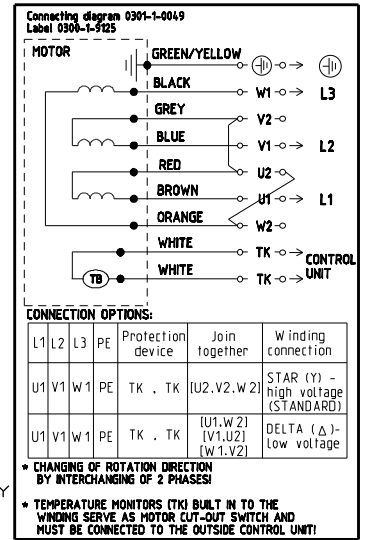 Connecting diagram 0301-1-0049
Label 0300-1-9125
MOTOR
GREEN/YELLOW
BLACK W1 L3
GREY V2
BLUE V1 L2
RED U2
BROWN U1 L1
ORANGE W2
WHITE TK CONTROL
TB WHITE TK UNIT
CONNECTION OPTIONS:
L1 L2 L3 PE Protection device Join together Winding connection
U1 V1 W1 PE TK . TK [U2.V2.W2] STAR (Y) - high voltage (STANDARD)
U1 V1 W1 PE TK . TK [U1.W2] [V1.U2] [W1.V2] DELTA (△)- Low voltage
* CHANGING OF ROTATION DIRECTION
BY INTERCHANGING OF 2 PHASES!
Y
* TEMPERATURE MONITORS (TK) BUILT IN TO THE
WINDING SERVE AS MOTOR CUT-OUT SWITCH AND
MUST BE CONNECTED TO THE OUTSIDE CONTROL UNIT!